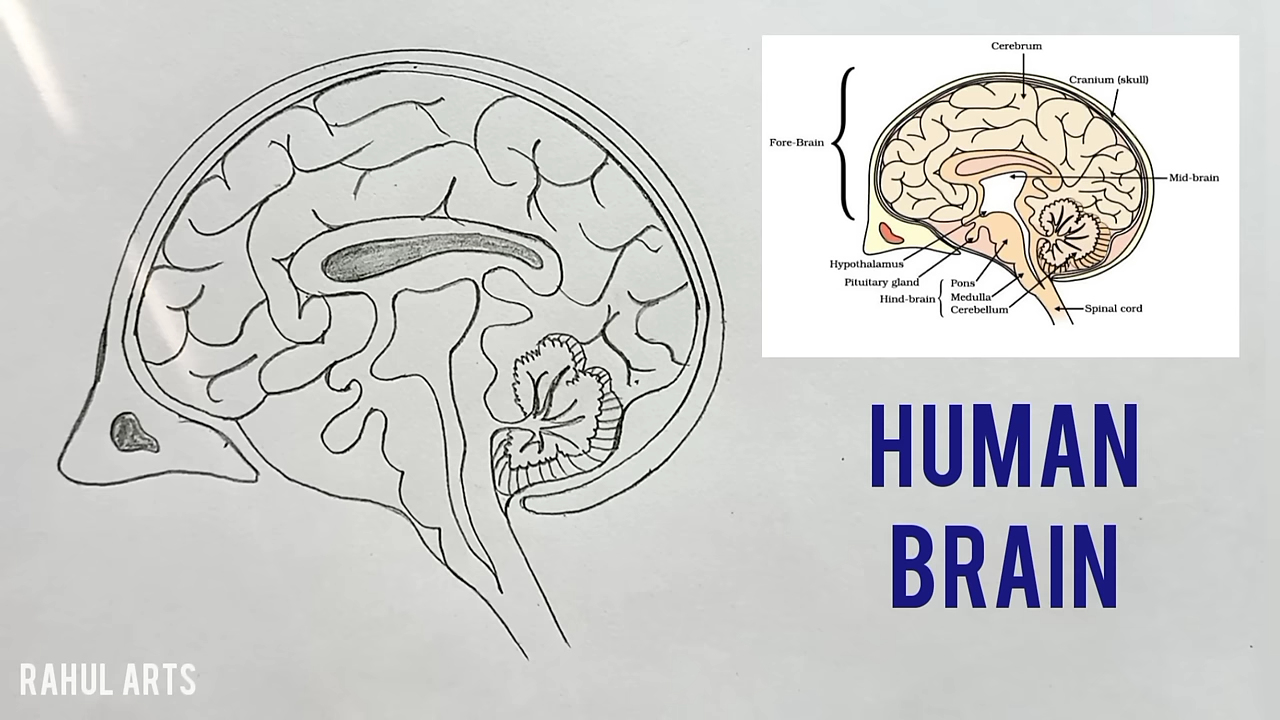 Cerebrum
Cranium (skull)
Fore-Brain
Mid-brain
Hypothalamus
Pituitary gland
Hind-brain
Pons
Medulla
Cerebellum
Spinal cord
HUMAN
BRAIN
RAHUL ARTS